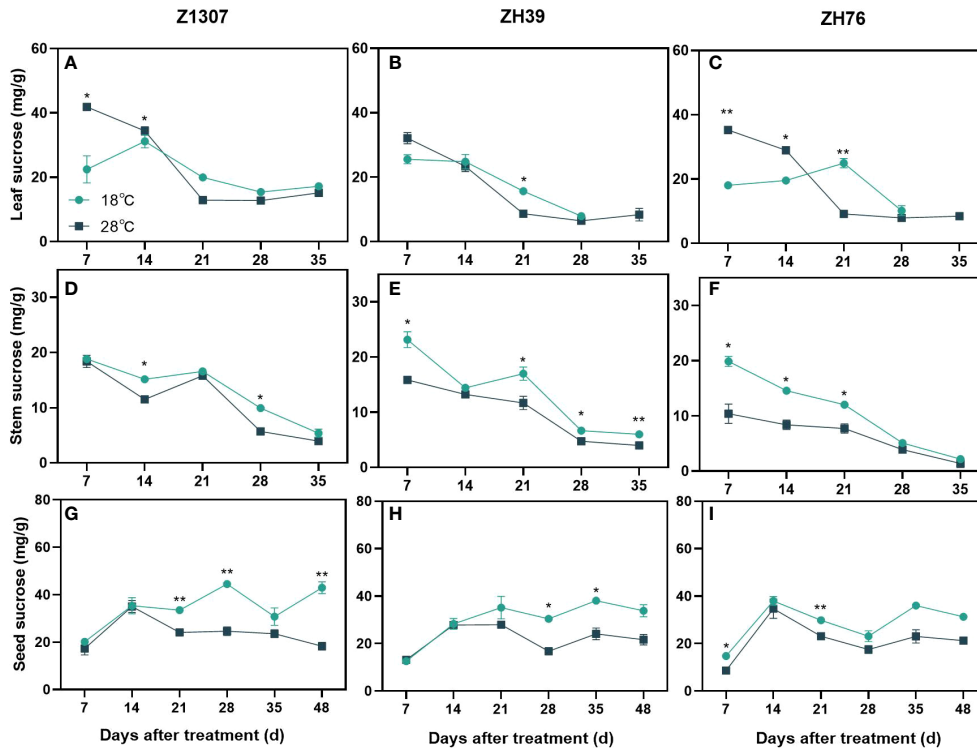 Z1307 ZH39 ZH76
A
60
40
20
0
Leaf sucrose (mg/g)
* *
18℃
28℃
7 14 21 28 35
B
60
40
20
0
*
7 14 21 28 35
C
60
40
20
0
** * **
7 14 21 28 35
D
30
20
10
0
Stem sucrose (mg/g)
* *
7 14 21 28 35
E
30
20
10
0
* * * **
7 14 21 28 35
F
30
20
10
0
* * *
7 14 21 28 35
G
80
60
40
20
0
Seed sucrose (mg/g)
** ** **
7 14 21 28 35 48
Days after treatment (d)
H
80
60
40
20
0
* *
7 14 21 28 35 48
Days after treatment (d)
I
80
60
40
20
0
* **
7 14 21 28 35 48
Days after treatment (d)